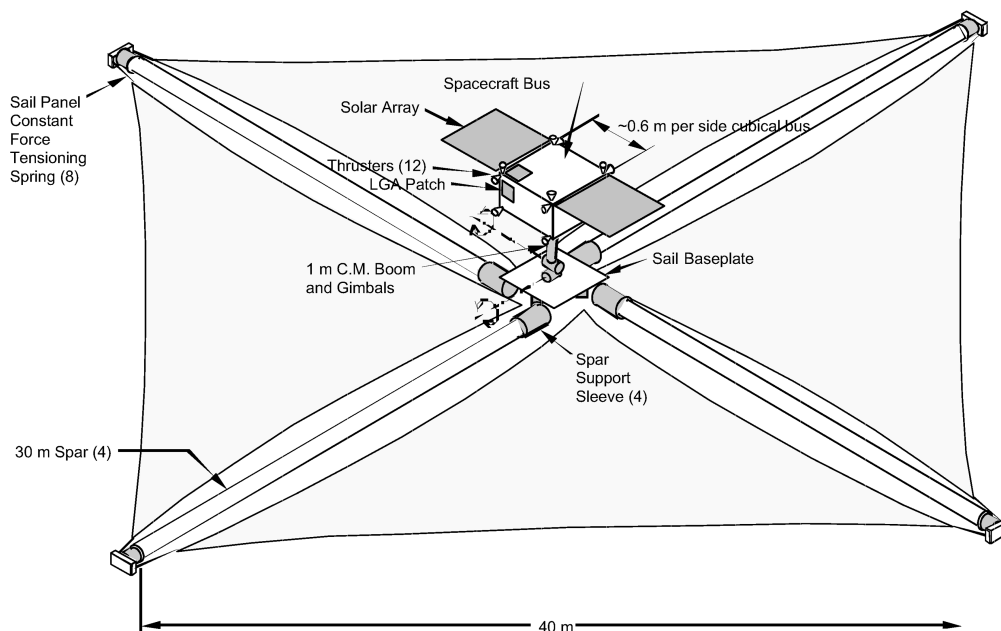 Spacecraft Bus
Solar Array
Sail Panel
Constant
Force
Tensioning
Spring (8)
~0.6 m per side cubical bus
Thrusters (12)
LGA Patch
1 m C.M. Boom
and Gimbals
Sail Baseplate
Spar
Support
Sleeve (4)
30 m Spar (4)
40 m